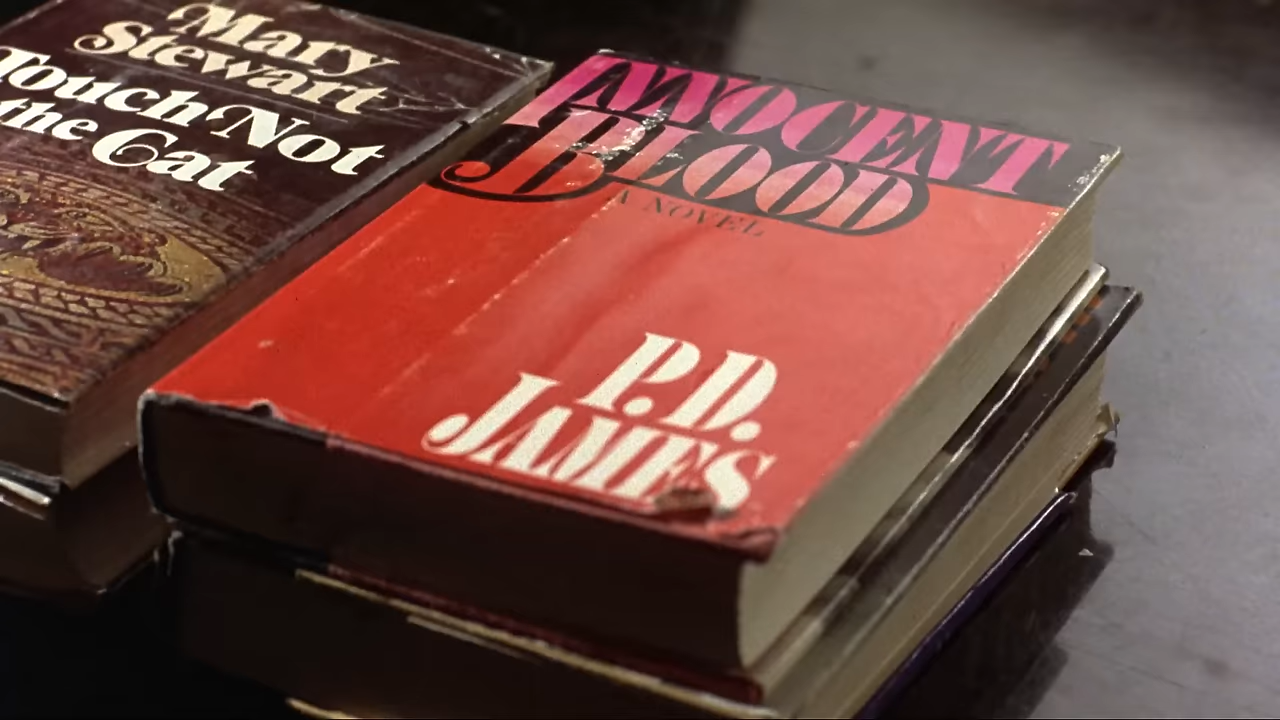 Mary
Stewart
Touch Not
the Cat
INNOCENT
BLOOD
A NOVEL
P.D.
JAMES